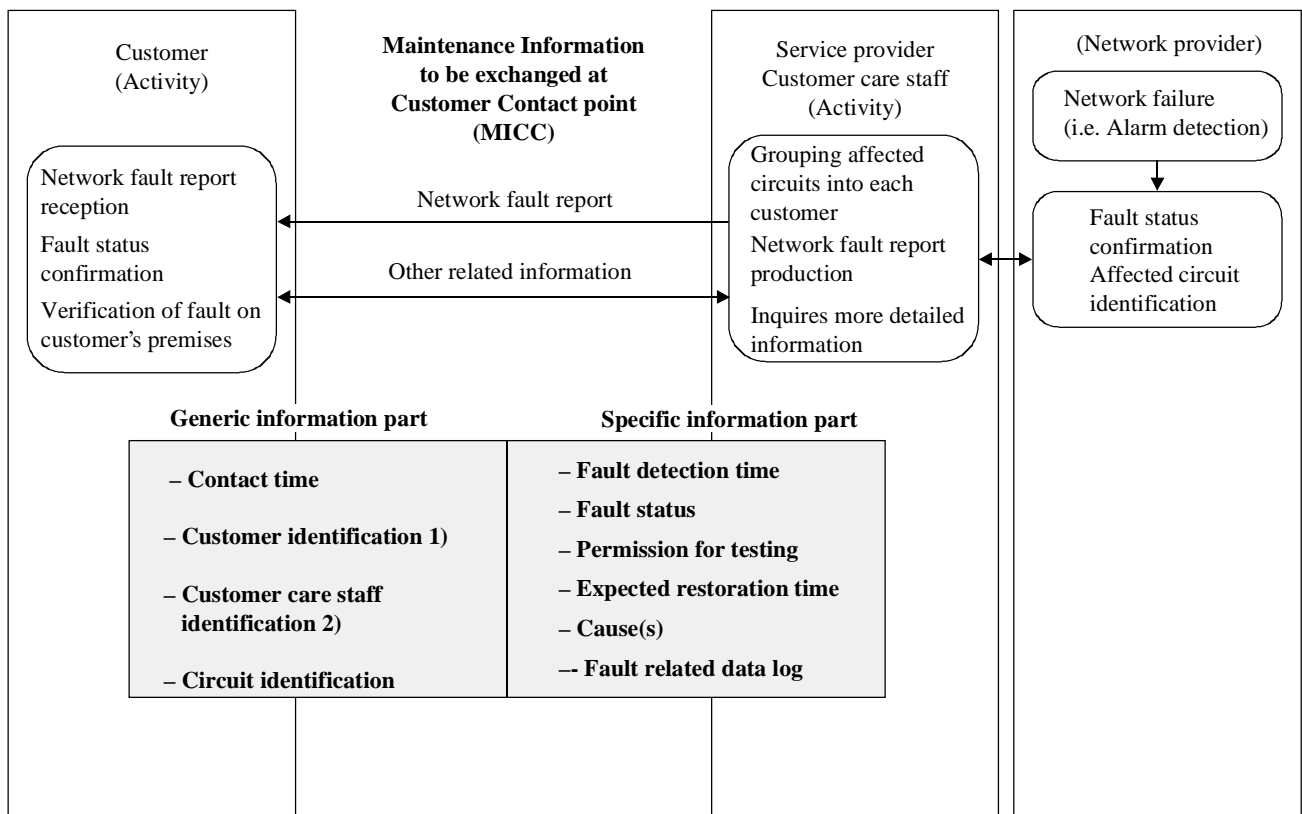 Customer
(Activity)
Maintenance Information
to be exchanged at
Customer Contact point
(MICC)
Service provider
Customer care staff
(Activity)
(Network provider)
Network failure
(i.e. Alarm detection)
Network fault report
reception
Fault status
confirmation
Verification of fault on
customer's premises
Network fault report
Other related information
Grouping affected
circuits into each
customer
Network fault report
production
Inquires more detailed
information
Fault status
confirmation
Affected circuit
identification
Generic information part
– Contact time
– Customer identification 1)
– Customer care staff
identification 2)
– Circuit identification
Specific information part
– Fault detection time
– Fault status
– Permission for testing
– Expected restoration time
– Cause(s)
–- Fault related data log